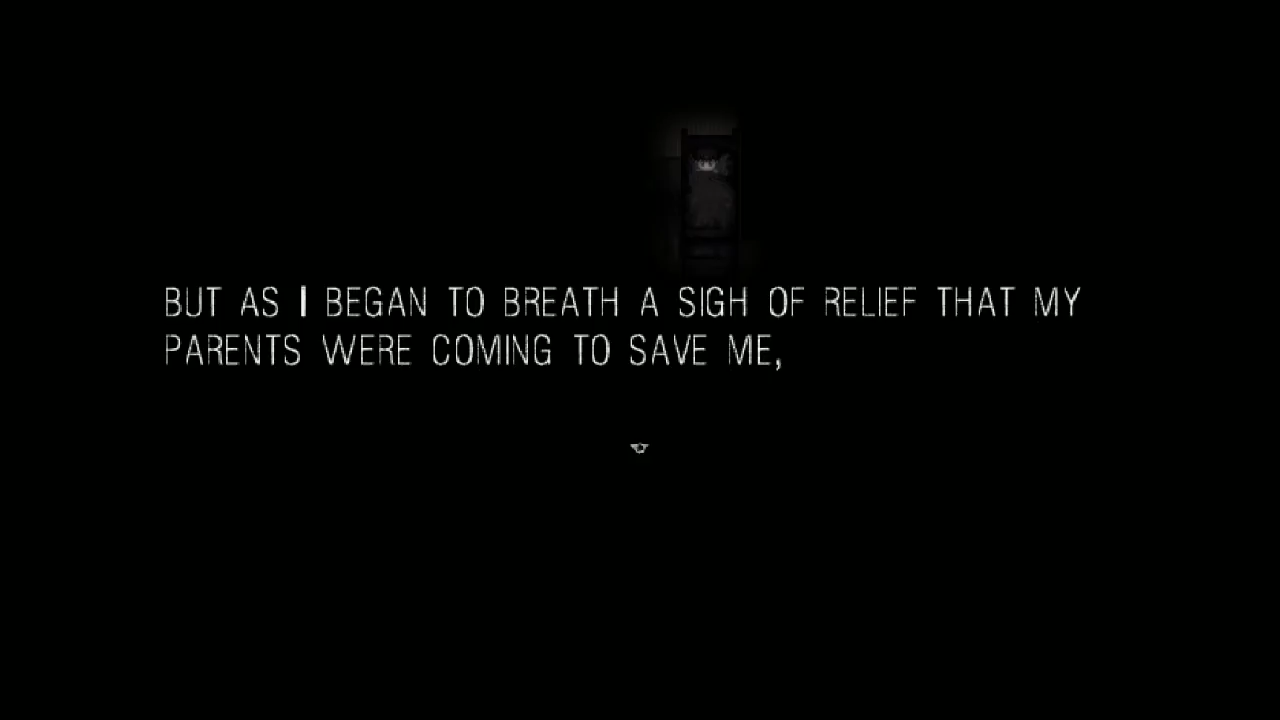 BUT AS I BEGAN TO BREATH A SIGH OF RELIEF THAT MY
PARENTS WERE COMING TO SAVE ME,